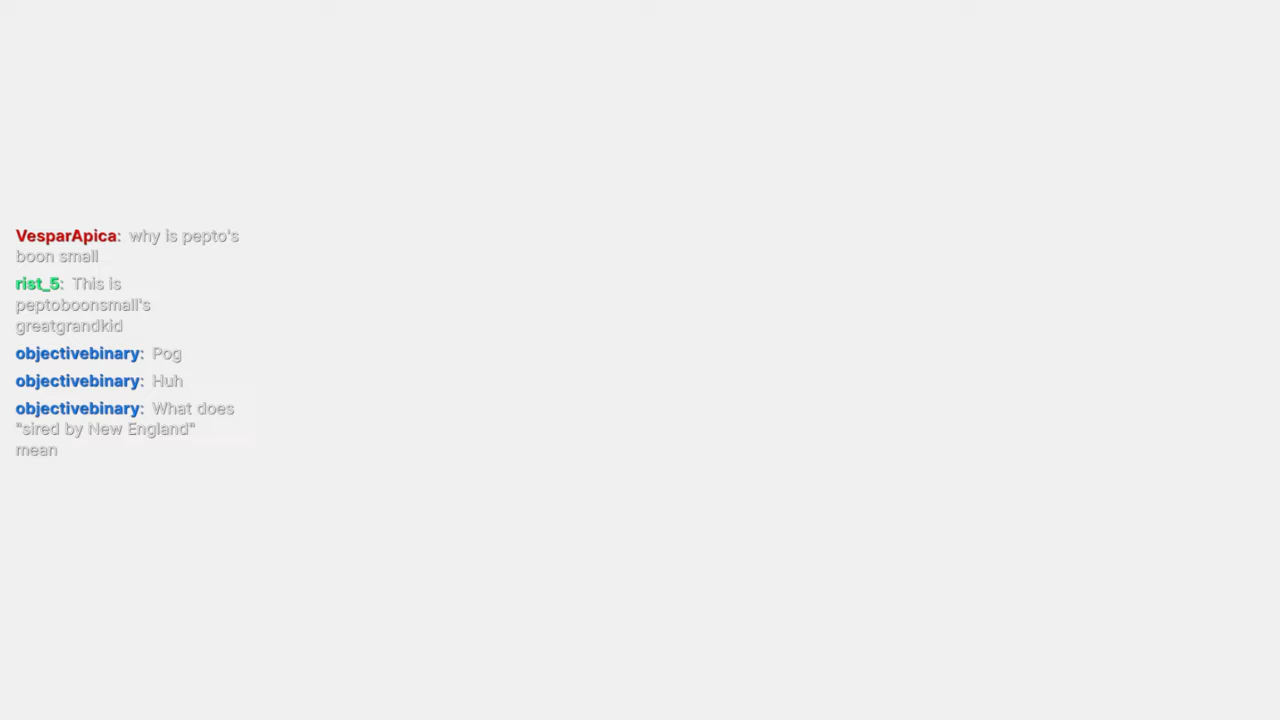 VesparApica: why is pepto's
boon small
rist_5: This is
peptoboonsmall's
greatgrandkid
objectivebinary: Pog
objectivebinary: Huh
objectivebinary: What does
"sired by New England"
mean